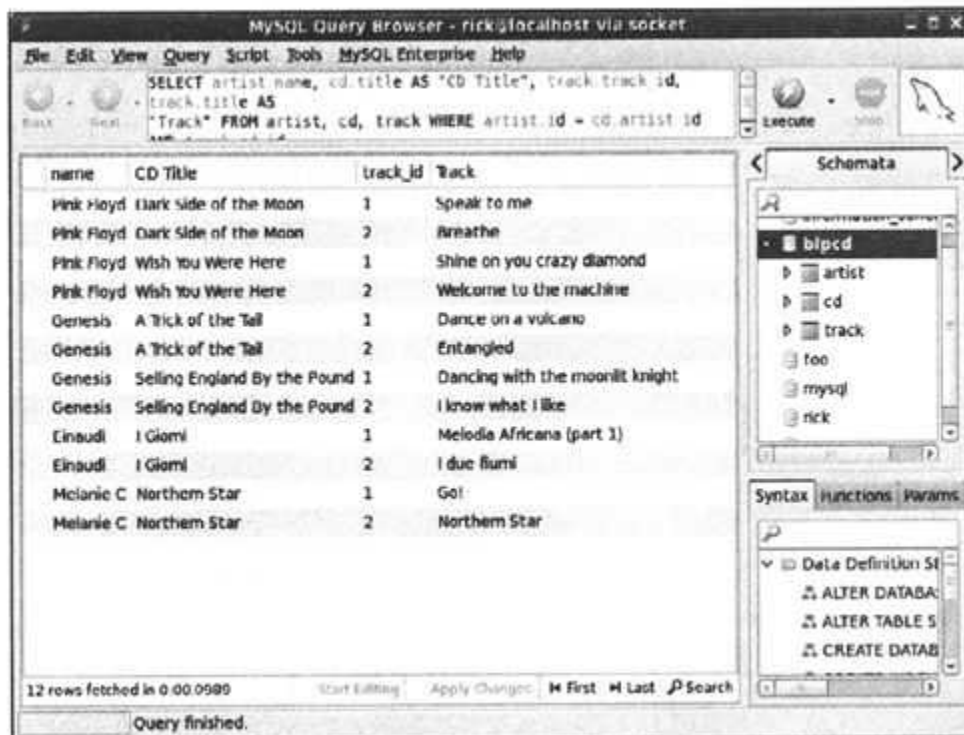 MySQL Query Browser - rick@localhost via socket
File Edit View Query Script Tools MySQL Enterprise Help
SELECT artist.name, cd.title AS "CD Title", track.track_id,
track.title AS
"Track" FROM artist, cd, track WHERE artist.id = cd.artist_id
Back Next Execute Stop
Schemata
name CD Title track_id Track
Pink Floyd Dark Side of the Moon 1 Speak to me
Pink Floyd Dark Side of the Moon 2 Breathe
Pink Floyd Wish You Were Here 1 Shine on you crazy diamond
Pink Floyd Wish You Were Here 2 Welcome to the machine
Genesis A Trick of the Tail 1 Dance on a volcano
Genesis A Trick of the Tail 2 Entangled
Genesis Selling England By the Pound 1 Dancing with the moonlit knight
Genesis Selling England By the Pound 2 I know what I like
Einaudi I Giorni 1 Melodia Africana (part 1)
Einaudi I Giorni 2 I due fiumi
Melanie C Northern Star 1 Go!
Melanie C Northern Star 2 Northern Star
blpcd
artist
cd
track
foo
mysql
rick
Syntax Functions Params
Data Definition St
ALTER DATABA
ALTER TABLE S
CREATE DATAB
12 rows fetched in 0:00.0989 Start Editing Apply Changes First Last Search
Query finished.